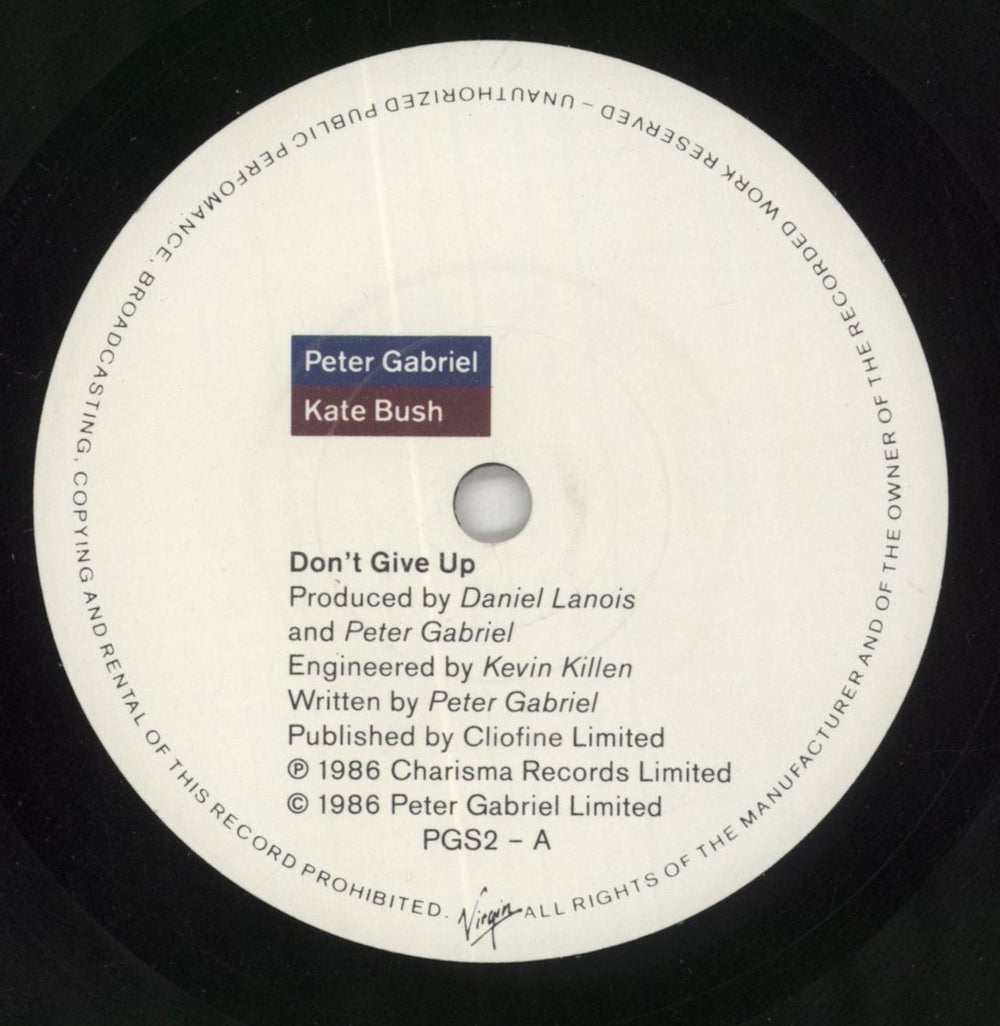 Peter Gabriel
Kate Bush
Don't Give Up
Produced by Daniel Lanois
and Peter Gabriel
Engineered by Kevin Killen
Written by Peter Gabriel
Published by Cliofine Limited
℗ 1986 Charisma Records Limited
© 1986 Peter Gabriel Limited
PGS2 – A
Virgin
ALL RIGHTS OF THE MANUFACTURER AND OF THE OWNER OF THE RECORDED WORK RESERVED – UNAUTHORIZED PUBLIC PERFOMANCE, BROADCASTING, COPYING AND RENTAL OF THIS RECORD PROHIBITED.